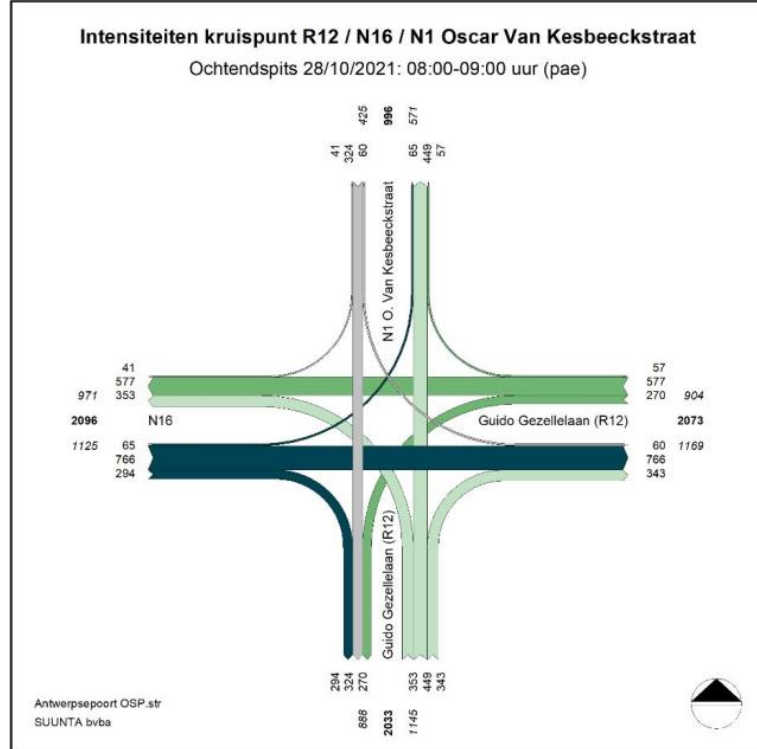 Intensiteiten kruispunt R12 / N16 / N1 Oscar Van Kesbeeckstraat
Ochtendspits 28/10/2021: 08:00-09:00 uur (pae)
425 996 571
41 324 60 65 449 57
N1 O. Van Kesbeeckstraat
41 57
577 577
971 353 270 904
2096 N16 Guido Gezellelaan (R12) 2073
1125 65 60 1169
766 766
294 343
Guido Gezellelaan (R12)
294 324 270 353 449 343
888 2033 1145
Antwerpsepoort OSP.str
SUUNTA bvba